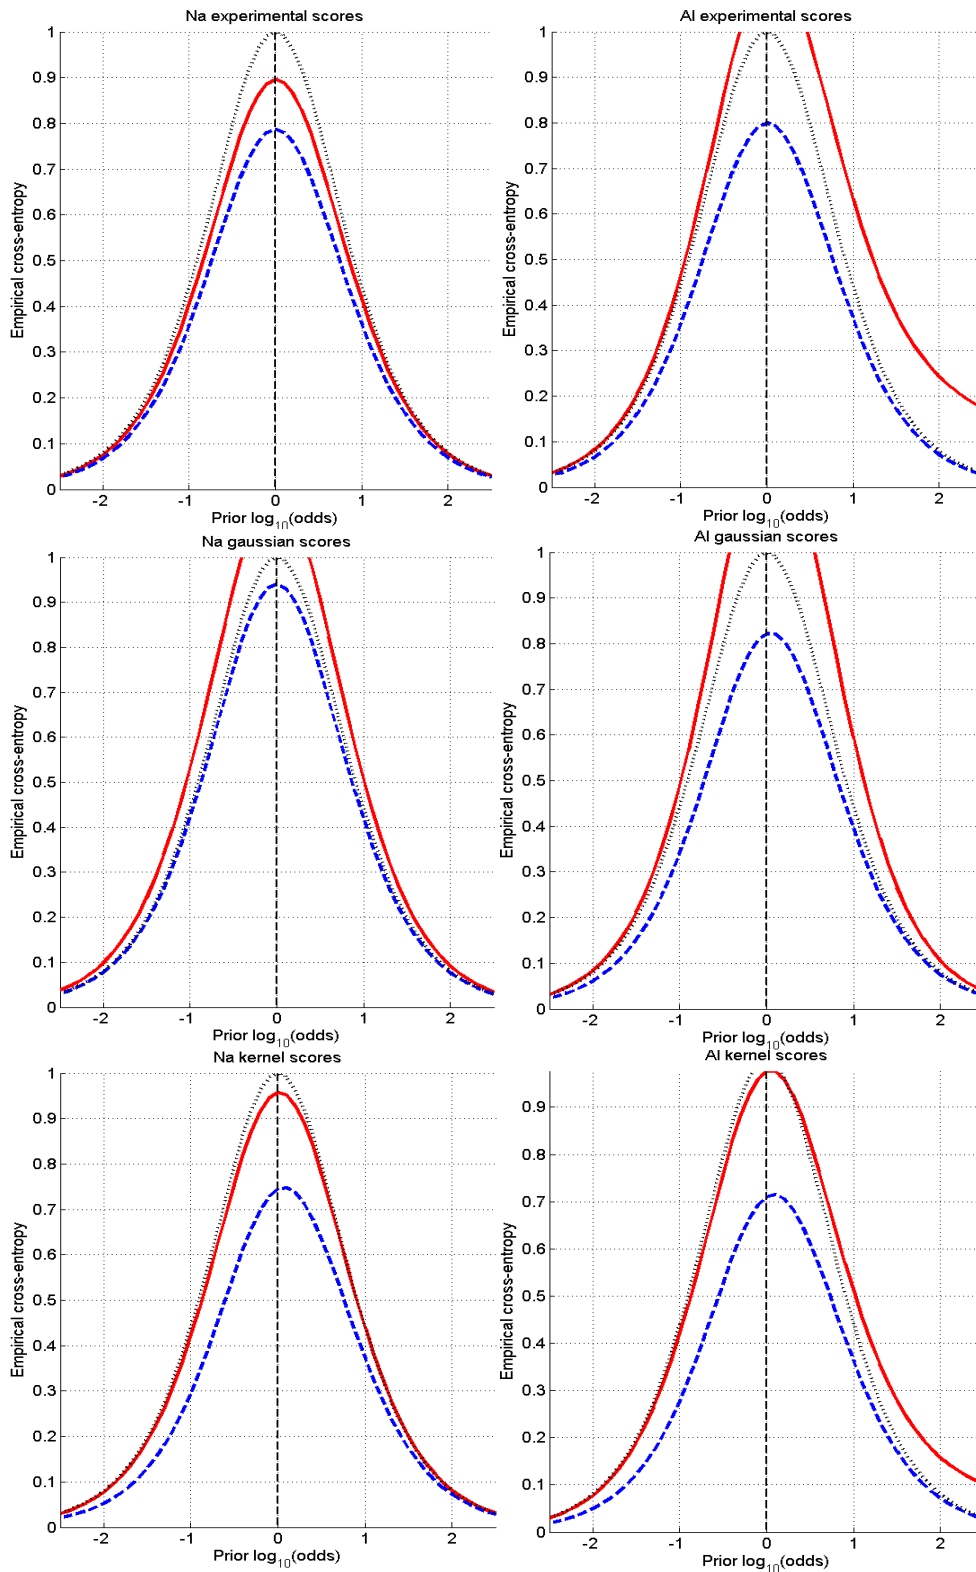 Na experimental scores
1
0.9
0.8
0.7
0.6
0.5
0.4
0.3
0.2
0.1
0
Empirical cross-entropy
-2 -1 0 1 2
Prior log10(odds)
Al experimental scores
1
0.9
0.8
0.7
0.6
0.5
0.4
0.3
0.2
0.1
0
Empirical cross-entropy
-2 -1 0 1 2
Prior log10(odds)
Na gaussian scores
1
0.9
0.8
0.7
0.6
0.5
0.4
0.3
0.2
0.1
0
Empirical cross-entropy
-2 -1 0 1 2
Prior log10(odds)
Al gaussian scores
1
0.9
0.8
0.7
0.6
0.5
0.4
0.3
0.2
0.1
0
Empirical cross-entropy
-2 -1 0 1 2
Prior log10(odds)
Na kernel scores
1
0.9
0.8
0.7
0.6
0.5
0.4
0.3
0.2
0.1
0
Empirical cross-entropy
-2 -1 0 1 2
Prior log10(odds)
Al kernel scores
0.9
0.8
0.7
0.6
0.5
0.4
0.3
0.2
0.1
0
Empirical cross-entropy
-2 -1 0 1 2
Prior log10(odds)